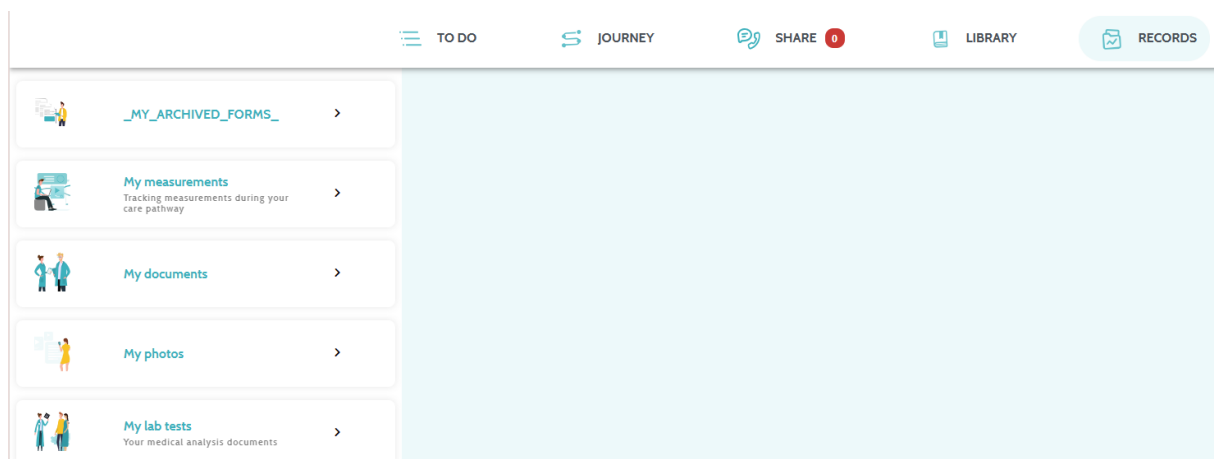 TO DO
JOURNEY
SHARE 0
LIBRARY
RECORDS
_MY_ARCHIVED_FORMS_
My measurements
Tracking measurements during your
care pathway
My documents
My photos
My lab tests
Your medical analysis documents